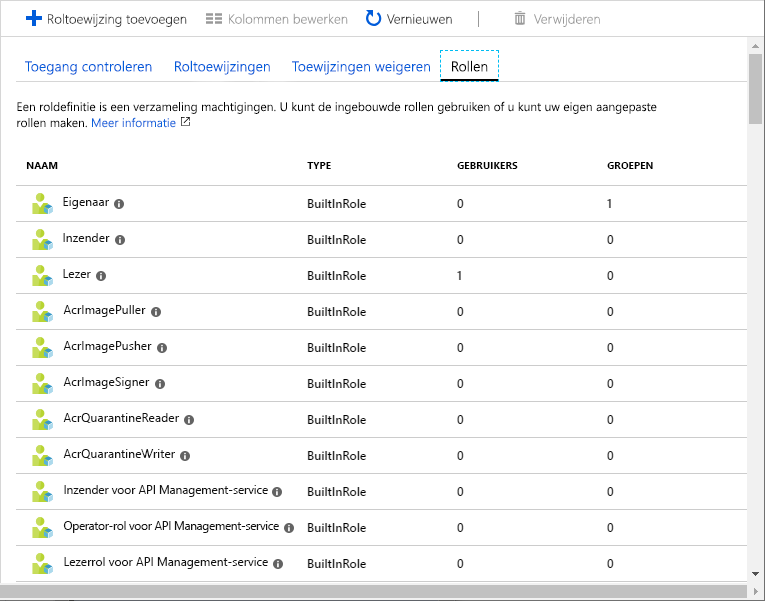 Roltoewijzing toevoegen Kolommen bewerken Vernieuwen Verwijderen
Toegang controleren Roltoewijzingen Toewijzingen weigeren Rollen
Een roldefinitie is een verzameling machtigingen. U kunt de ingebouwde rollen gebruiken of u kunt uw eigen aangepaste
rollen maken. Meer informatie
NAAM TYPE GEBRUIKERS GROEPEN
Eigenaar BuiltInRole 0 1
Inzender BuiltInRole 0 0
Lezer BuiltInRole 1 0
AcrImagePuller BuiltInRole 0 0
AcrImagePusher BuiltInRole 0 0
AcrImageSigner BuiltInRole 0 0
AcrQuarantineReader BuiltInRole 0 0
AcrQuarantineWriter BuiltInRole 0 0
Inzender voor API Management-service BuiltInRole 0 0
Operator-rol voor API Management-service BuiltInRole 0 0
Lezerrol voor API Management-service BuiltInRole 0 0